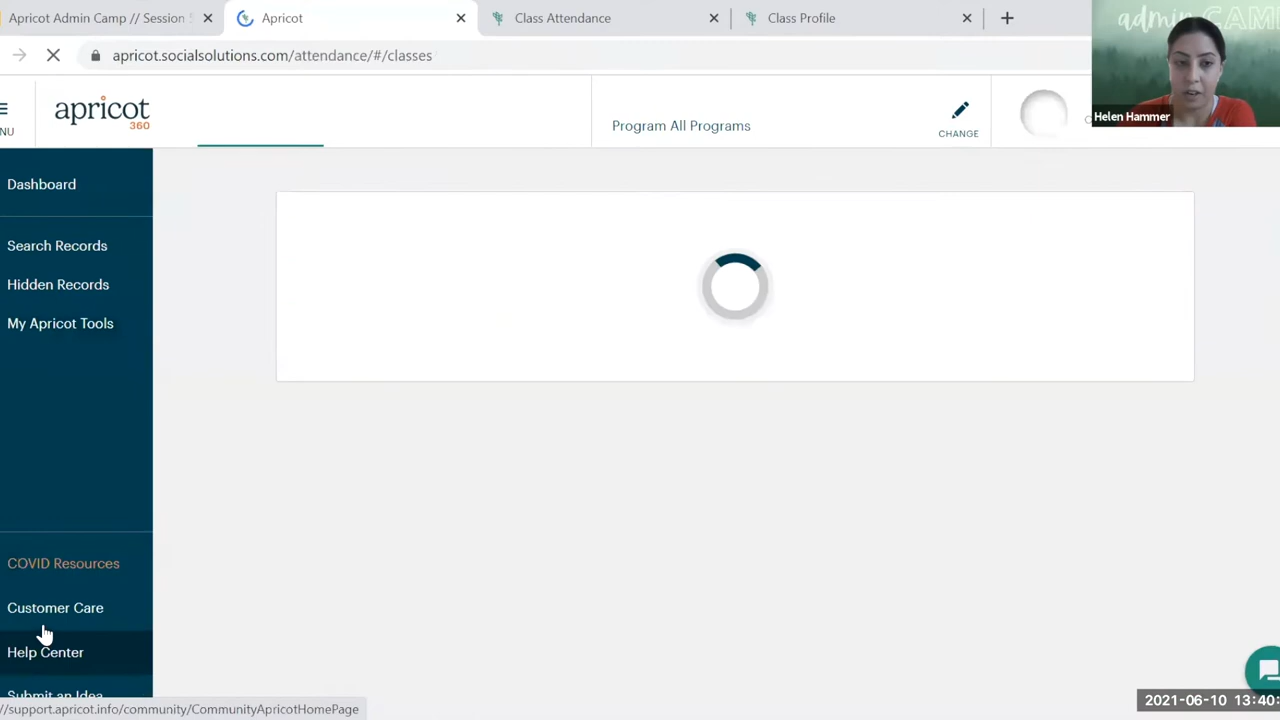 Apricot Admin Camp // Session
Apricot
Class Attendance
Class Profile
apricot.socialsolutions.com/attendance/#/classes
admin CAM
Helen Hammer
NU
apricot
360
Program All Programs
CHANGE
Dashboard
Search Records
Hidden Records
My Apricot Tools
COVID Resources
Customer Care
Help Center
Submit an Idea
//support.apricot.info/community/CommunityApricotHomePage
2021-06-10 13:40: